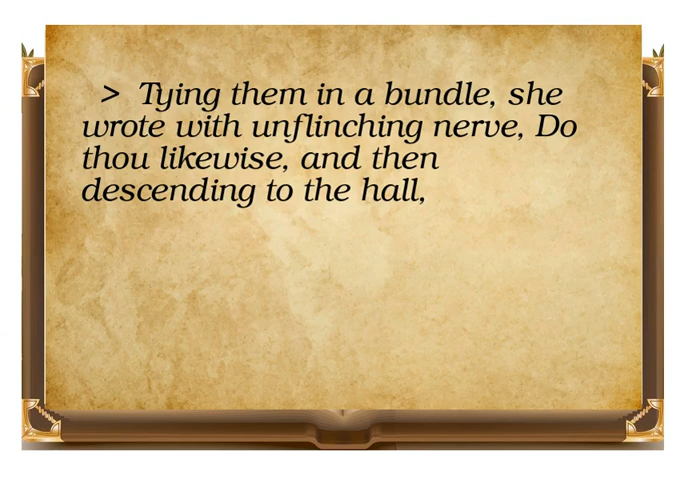 > Tying them in a bundle, she
wrote with unflinching nerve, Do
thou likewise, and then
descending to the hall,